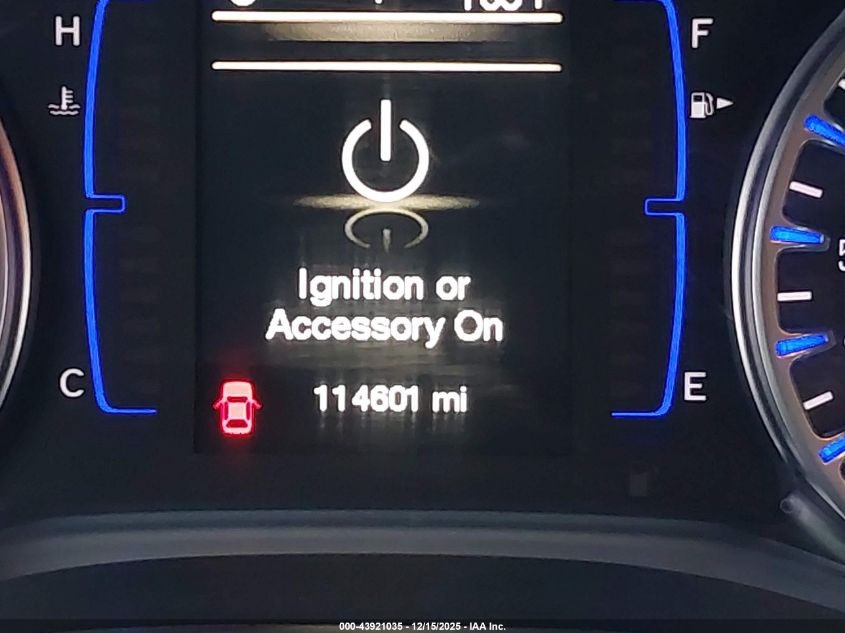 H
F
Ignition or
Accessory On
C
114601 mi
E
000-43921035 - 12/15/2025 - IAA Inc.